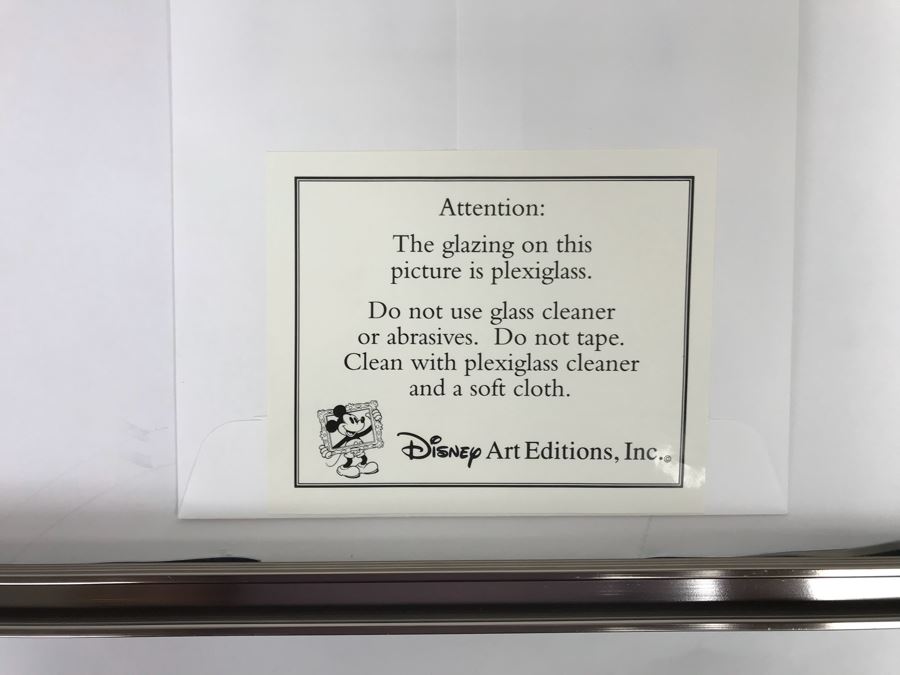 Attention:
The glazing on this
picture is plexiglass.
Do not use glass cleaner
or abrasives. Do not tape.
Clean with plexiglass cleaner
and a soft cloth.
Disney Art Editions, Inc.©